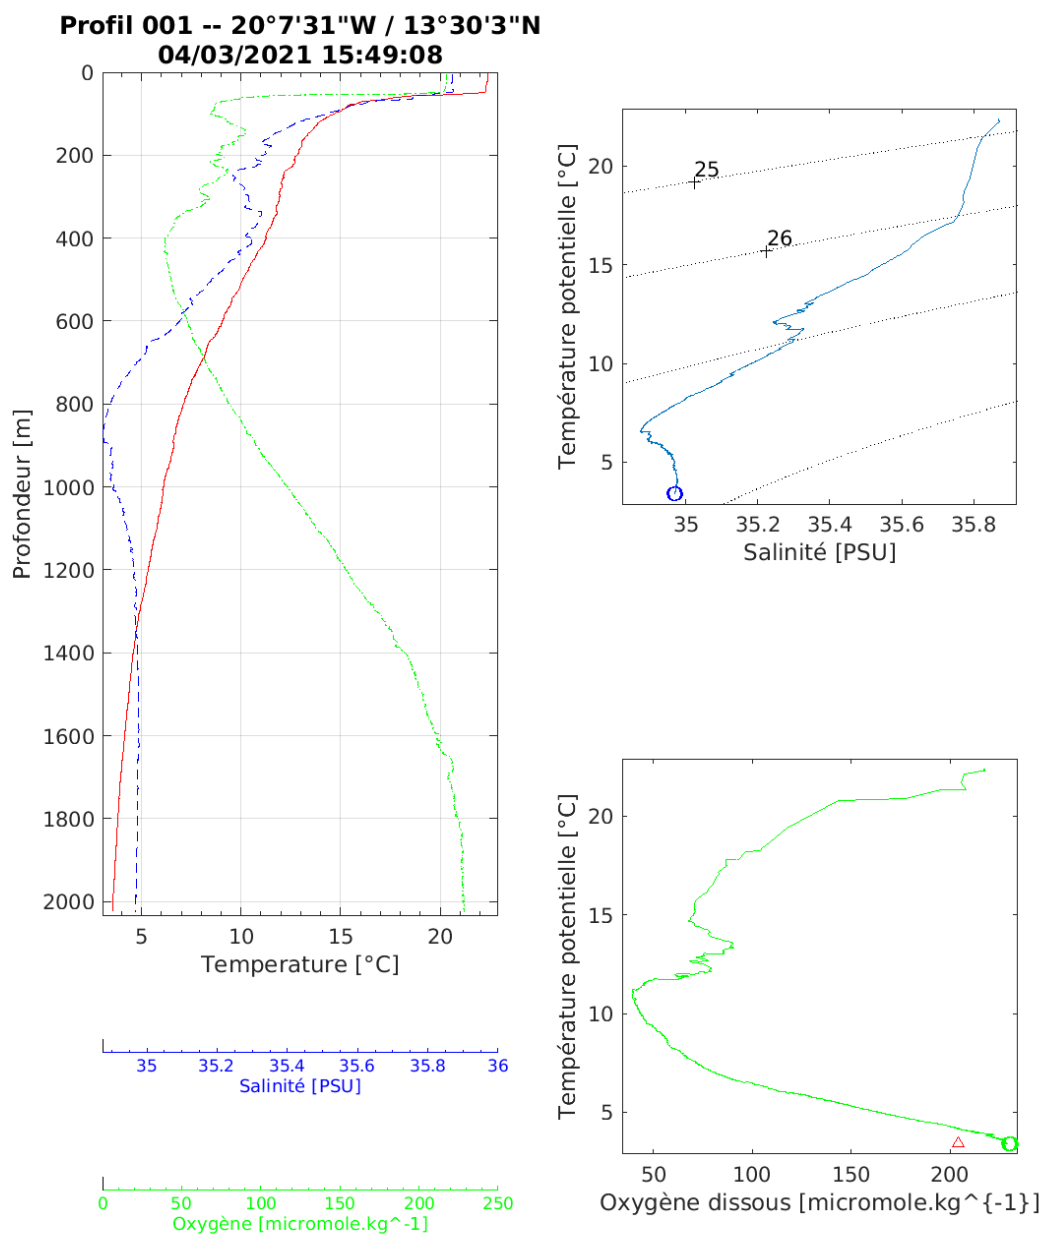 Profil 001 -- 20°7'31"W / 13°30'3"N
04/03/2021 15:49:08
0
200
400
600
800
1000
1200
1400
1600
1800
2000
Profondeur [m]
5 10 15 20
Temperature [°C]
35 35.2 35.4 35.6 35.8 36
Salinité [PSU]
0 50 100 150 200 250
Oxygène [micromole.kg^-1]
20
15
10
5
Température potentielle [°C]
25
26
35 35.2 35.4 35.6 35.8
Salinité [PSU]
20
15
10
5
Température potentielle [°C]
50 100 150 200
Oxygène dissous [micromole.kg^{-1}]